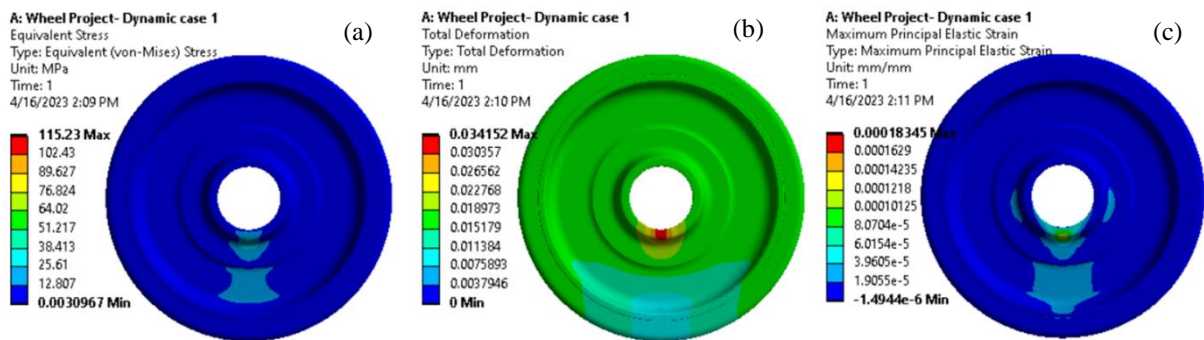 A: Wheel Project- Dynamic case 1
Equivalent Stress
Type: Equivalent (von-Mises) Stress
Unit: MPa
Time: 1
4/16/2023 2:09 PM
(a)
115.23 Max
102.43
89.627
76.824
64.02
51.217
38.413
25.61
12.807
0.0030967 Min
A: Wheel Project- Dynamic case 1
Total Deformation
Type: Total Deformation
Unit: mm
Time: 1
4/16/2023 2:10 PM
(b)
0.034152 Max
0.030357
0.026562
0.022768
0.018973
0.015179
0.011384
0.0075893
0.0037946
0 Min
A: Wheel Project- Dynamic case 1
Maximum Principal Elastic Strain
Type: Maximum Principal Elastic Strain
Unit: mm/mm
Time: 1
4/16/2023 2:11 PM
(c)
0.00018345 Max
0.0001629
0.00014235
0.0001218
0.00010125
8.0704e-5
6.0154e-5
3.9605e-5
1.9055e-5
-1.4944e-6 Min